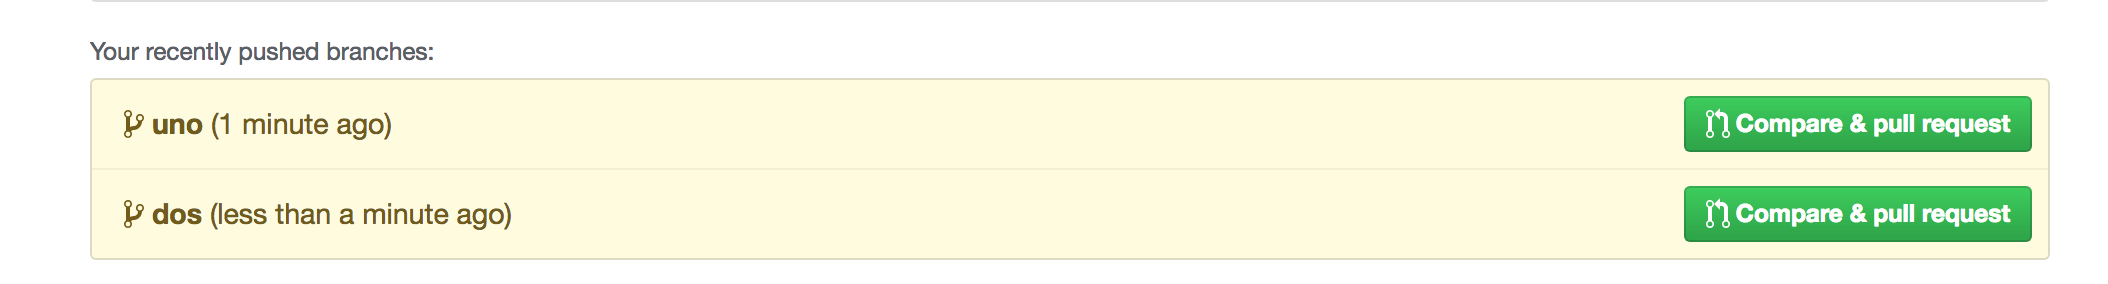 Your recently pushed branches:
uno (1 minute ago)
Compare & pull request
dos (less than a minute ago)
Compare & pull request